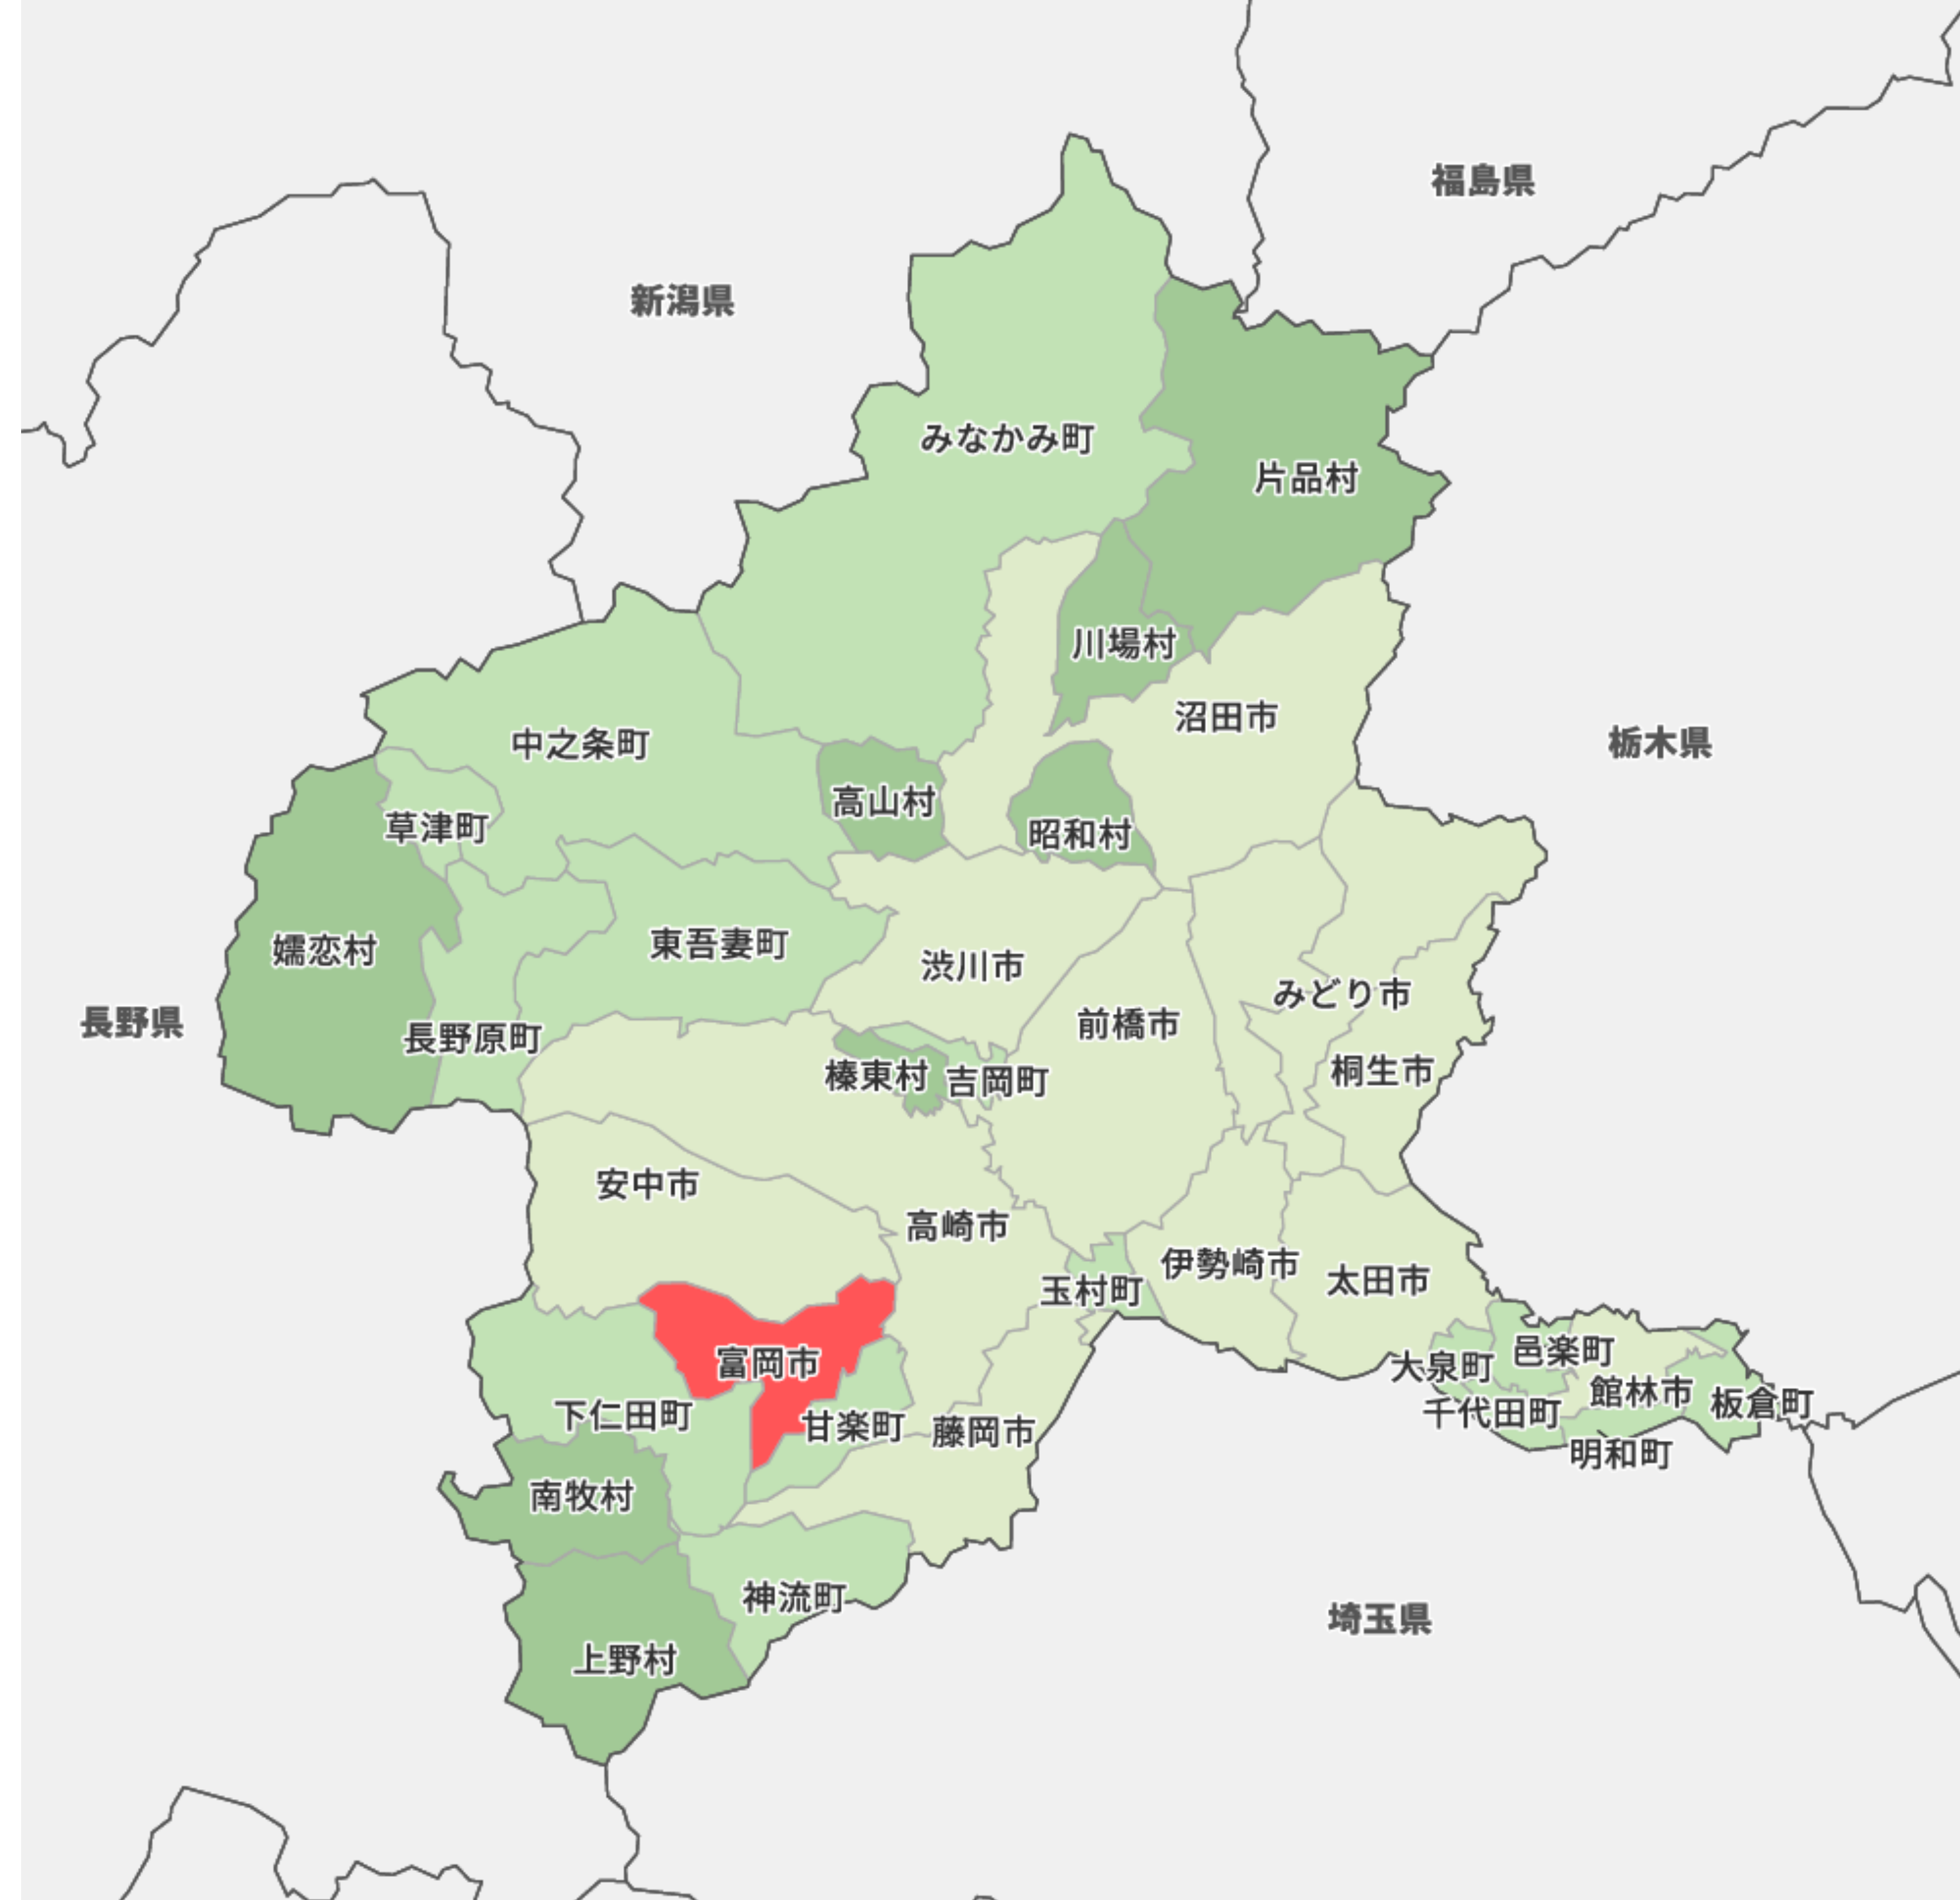 福島県
新潟県
みなかみ町
片品村
川場村
沼田市
栃木県
中之条町
高山村
草津町
昭和村
嬬恋村
東吾妻町
渋川市
みどり市
長野県
長野原町
前橋市
桐生市
榛東村
吉岡町
安中市
高崎市
伊勢崎市
太田市
玉村町
富岡市
邑楽町
大泉町
館林市
板倉町
下仁田町
甘楽町
藤岡市
千代田町
明和町
南牧村
神流町
埼玉県
上野村